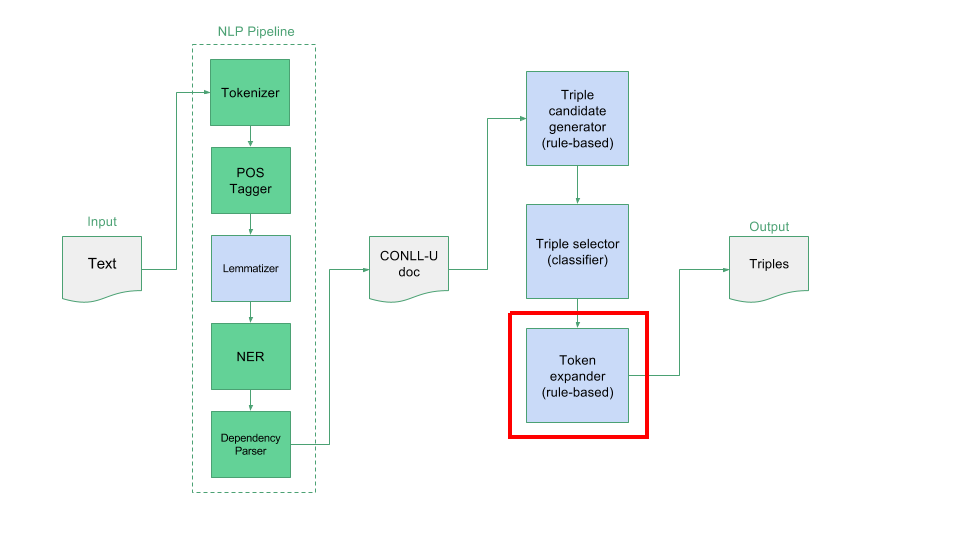 NLP Pipeline
Tokenizer
POS
Tagger
Lemmatizer
NER
Dependency
Parser
Input
Text
CONLL-U
doc
Triple
candidate
generator
(rule-based)
Triple selector
(classifier)
Token
expander
(rule-based)
Output
Triples